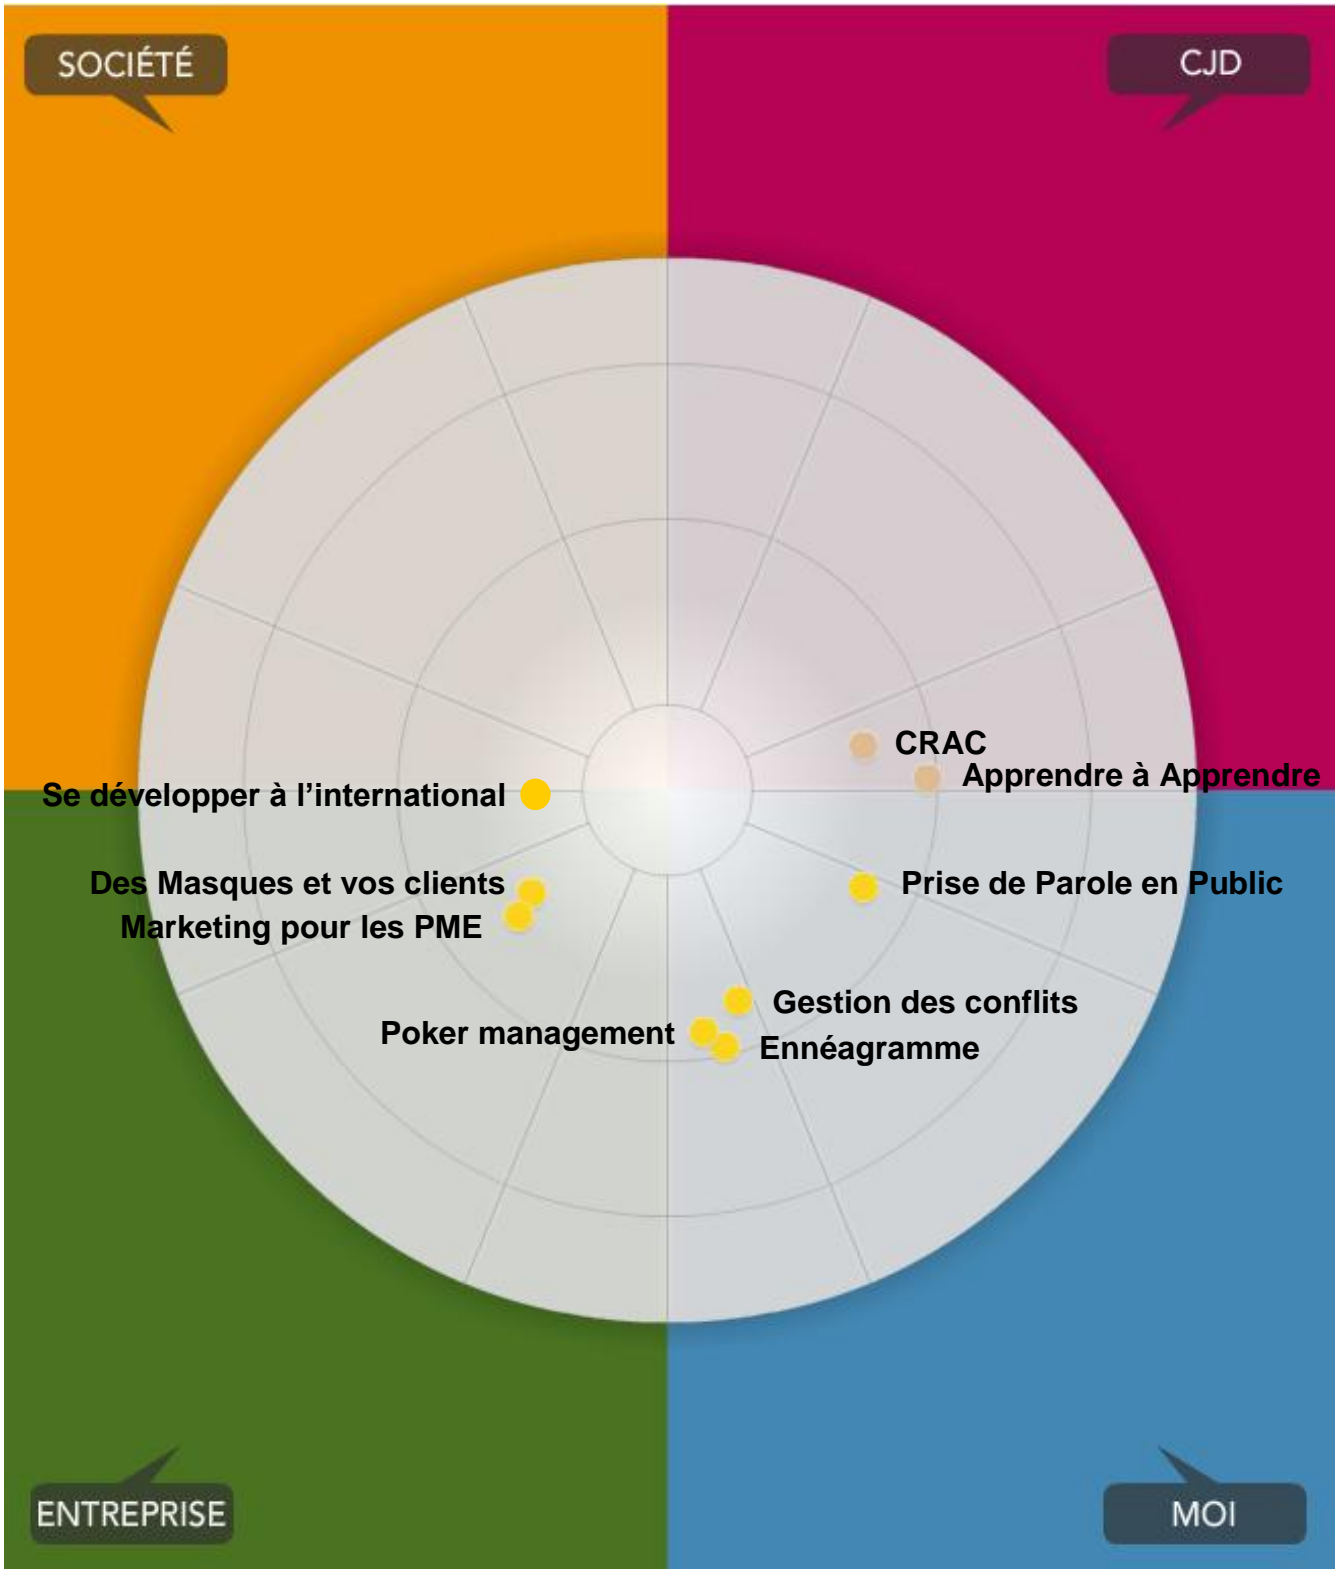 SOCIÉTÉ
CJD
CRAC
Apprendre à Apprendre
Se développer à l’international
Des Masques et vos clients
Prise de Parole en Public
Marketing pour les PME
Gestion des conflits
Poker management
Ennéagramme
ENTREPRISE
MOI